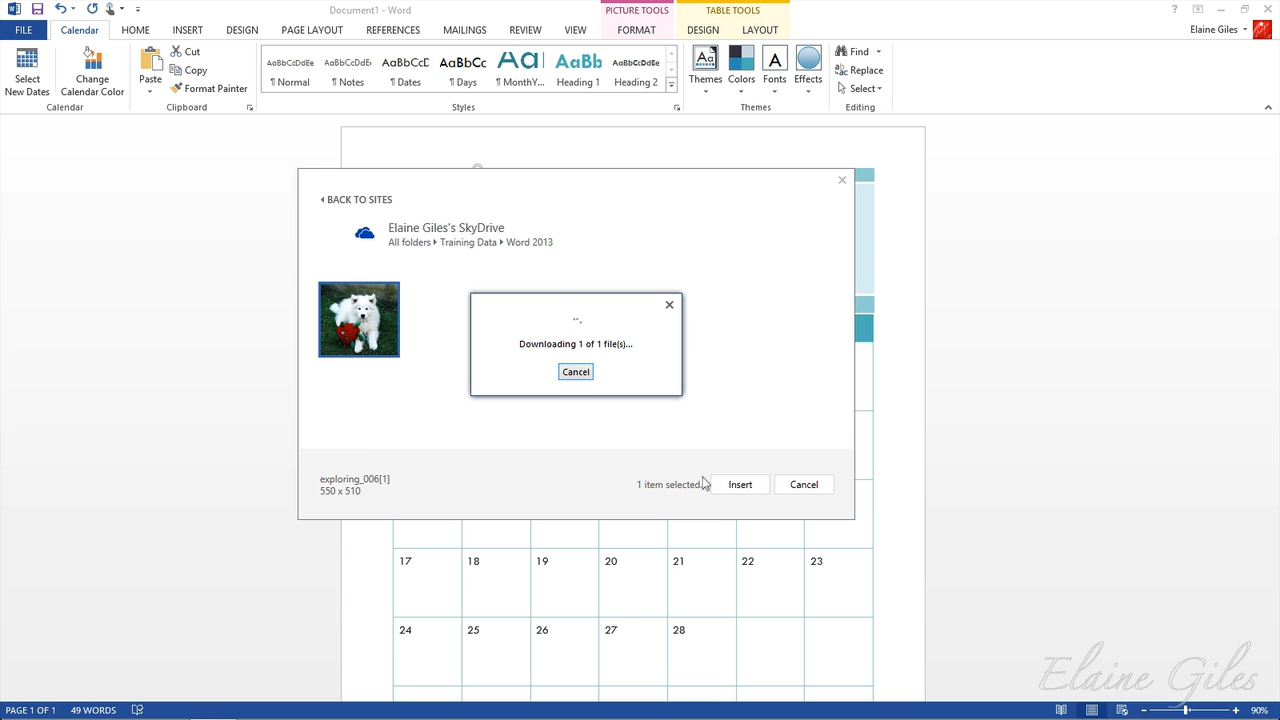 Document1 - Word
PICTURE TOOLS
TABLE TOOLS
?
FILE
Calendar
HOME
INSERT
DESIGN
PAGE LAYOUT
REFERENCES
MAILINGS
REVIEW
VIEW
FORMAT
DESIGN
LAYOUT
Elaine Giles
Select
New Dates
Calendar
Change
Calendar Color
Paste
Cut
Copy
Format Painter
Clipboard
AaBbCcDdEe
¶ Normal
AaBbCcDdEe
¶ Notes
AaBbCcD
¶ Dates
AaBbCc
¶ Days
AaI
¶ MonthY...
AaBb
Heading 1
AaBbCcDdEe
Heading 2
Styles
Themes
Colors
Fonts
Effects
Themes
Find
Replace
Select
Editing
BACK TO SITES
Elaine Giles's SkyDrive
All folders Training Data Word 2013
Downloading 1 of 1 file(s)...
Cancel
exploring_006[1]
550 x 510
1 item selected.
Insert
Cancel
17 18 19 20 21 22 23
24 25 26 27 28
Elaine Giles
PAGE 1 OF 1
49 WORDS
90%